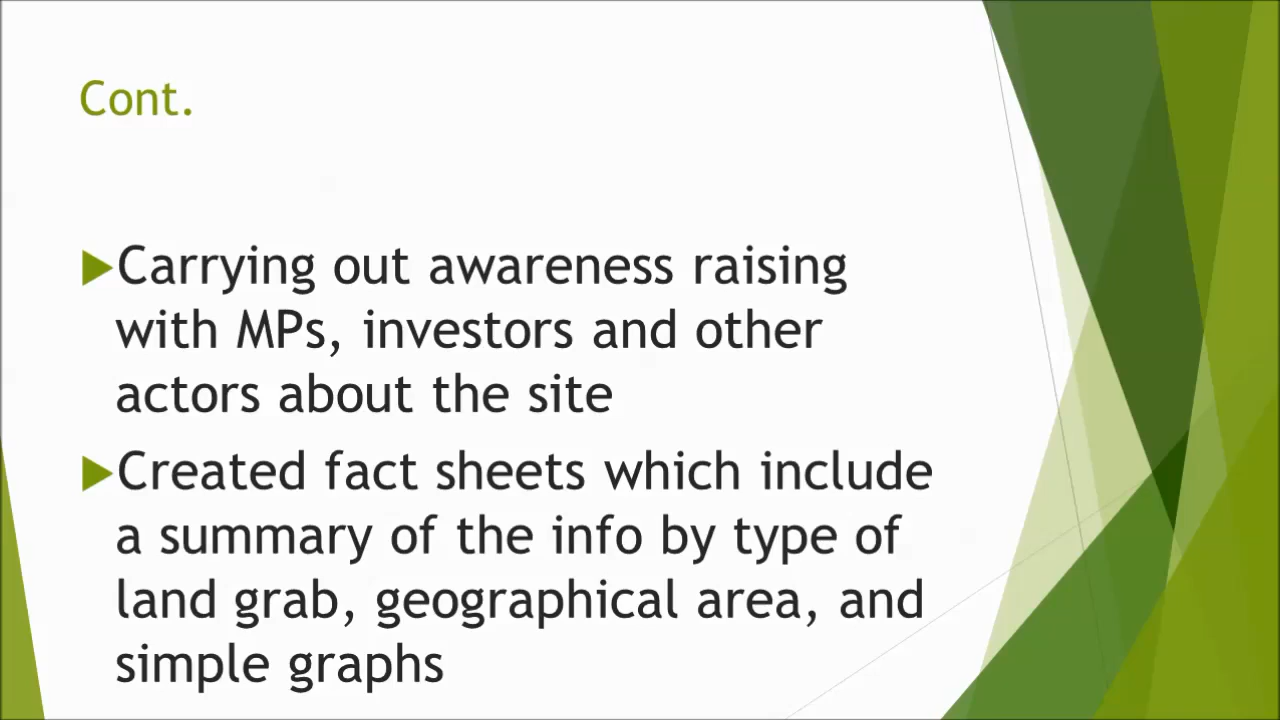 Cont.
Carrying out awareness raising
with MPs, investors and other
actors about the site
Created fact sheets which include
a summary of the info by type of
land grab, geographical area, and
simple graphs